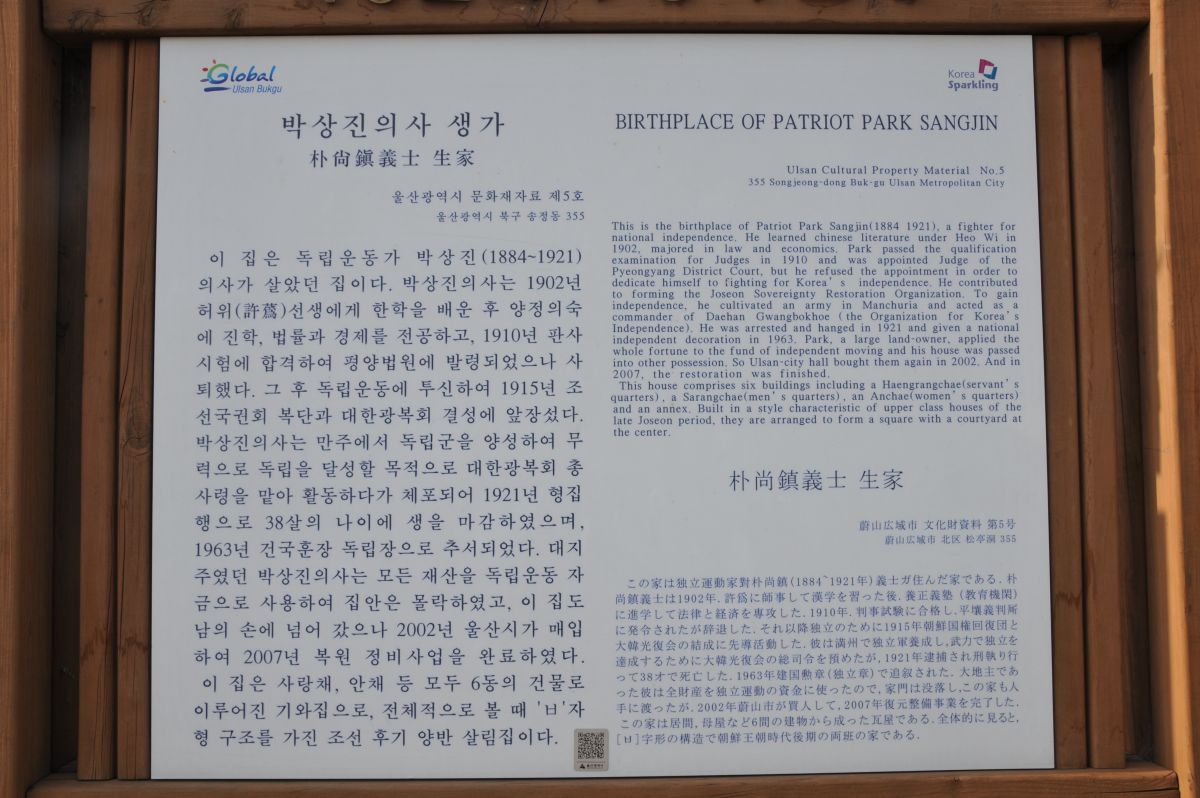 Global
Ulsan Bukgu
Korea
Sparkling
박상진의사 생가
朴尙鎭義士 生家
울산광역시 문화재자료 제5호
울산광역시 북구 송정동 355
이 집은 독립운동가 박상진(1884~1921)
의사가 살았던 집이다. 박상진의사는 1902년
허위(許蔿)선생에게 한학을 배운 후 양정의숙
에 진학, 법률과 경제를 전공하고, 1910년 판사
시험에 합격하여 평양법원에 발령되었으나 사
퇴했다. 그 후 독립운동에 투신하여 1915년 조
선국권회 복단과 대한광복회 결성에 앞장섰다.
박상진의사는 만주에서 독립군을 양성하여 무
력으로 독립을 달성할 목적으로 대한광복회 총
사령을 맡아 활동하다가 체포되어 1921년 형집
행으로 38살의 나이에 생을 마감하였으며,
1963년 건국훈장 독립장으로 추서되었다. 대지
주였던 박상진의사는 모든 재산을 독립운동 자
금으로 사용하여 집안은 몰락하였고, 이 집도
남의 손에 넘어 갔으나 2002년 울산시가 매입
하여 2007년 복원 정비사업을 완료하였다.
이 집은 사랑채, 안채 등 모두 6동의 건물로
이루어진 기와집으로, 전체적으로 볼 때 'ㅂ'자
형 구조를 가진 조선 후기 양반 살림집이다.
BIRTHPLACE OF PATRIOT PARK SANGJIN
Ulsan Cultural Property Material No.5
355 Songjeong-dong Buk-gu Ulsan Metropolitan City
This is the birthplace of Patriot Park Sangjin(1884 1921), a fighter for
national independence. He learned chinese literature under Heo Wi in
1902, majored in law and economics. Park passed the qualification
examination for Judges in 1910 and was appointed Judge of the
Pyeongyang District Court, but he refused the appointment in order to
dedicate himself to fighting for Korea's independence. He contributed
to forming the Joseon Sovereignty Restoration Organization. To gain
independence, he cultivated an army in Manchuria and acted as a
commander of Daehan Gwangbokhoe (the Organization for Korea's
Independence). He was arrested and hanged in 1921 and given a national
independent decoration in 1963. Park, a large land-owner, applied the
whole fortune to the fund of independent moving and his house was passed
into other possession. So Ulsan-city hall bought them again in 2002. And in
2007, the restoration was finished.
This house comprises six buildings including a Haengrangchae(servant's
quarters), a Sarangchae(men's quarters), an Anchae(women's quarters)
and an annex. Built in a style characteristic of upper class houses of the
late Joseon period, they are arranged to form a square with a courtyard at
the center.
朴尚鎮義士 生家
蔚山広域市 文化財資料 第5号
蔚山広域市 北区 松亭洞 355
この家は独立運動家對朴尚鎮(1884~1921年)義士ガ住んだ家である. 朴
尚鎮義士は1902年. 許蔿に師事して漢学を習った後, 養正義塾 (教育機関)
に進学して法律と経済を専攻した. 1910年. 判事試験に合格し, 平壌義判所
に発令されたが辞退した. それ以降独立のために1915年朝鮮国権回復団と
大韓光復会の結成に先導活動した. 彼は満州で独立軍養成し,武力で独立を
達成するために大韓光復会の総司令を預めたが, 1921年逮捕され刑執り行
って38才で死亡した. 1963年建国勲章(独立章)で追叙された. 大地主であ
った彼は全財産を独立運動の資金に使ったので, 家門は没落し,この家も人
手に渡ったが. 2002年蔚山市が買人して, 2007年復元整備事業を完了した.
この家は居間, 母屋など6間の建物から成った瓦屋である. 全体的に見ると,
[ㅂ]字形の構造で朝鮮王朝時代後期の両班の家である.